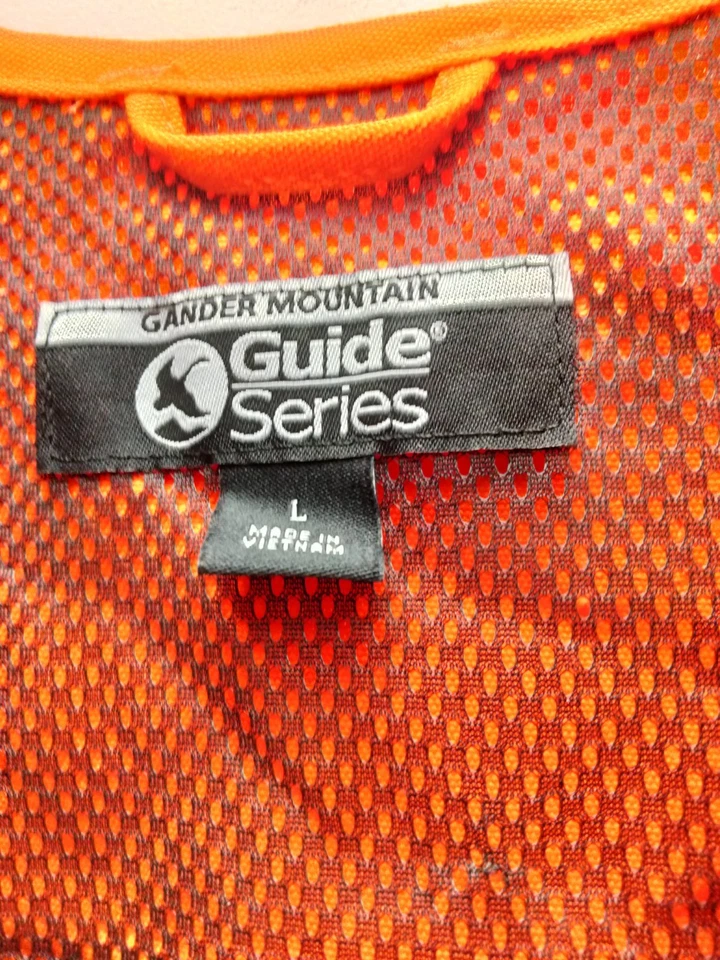 GANDER MOUNTAIN
Guide®
Series
L
MADE IN
VIETNAM